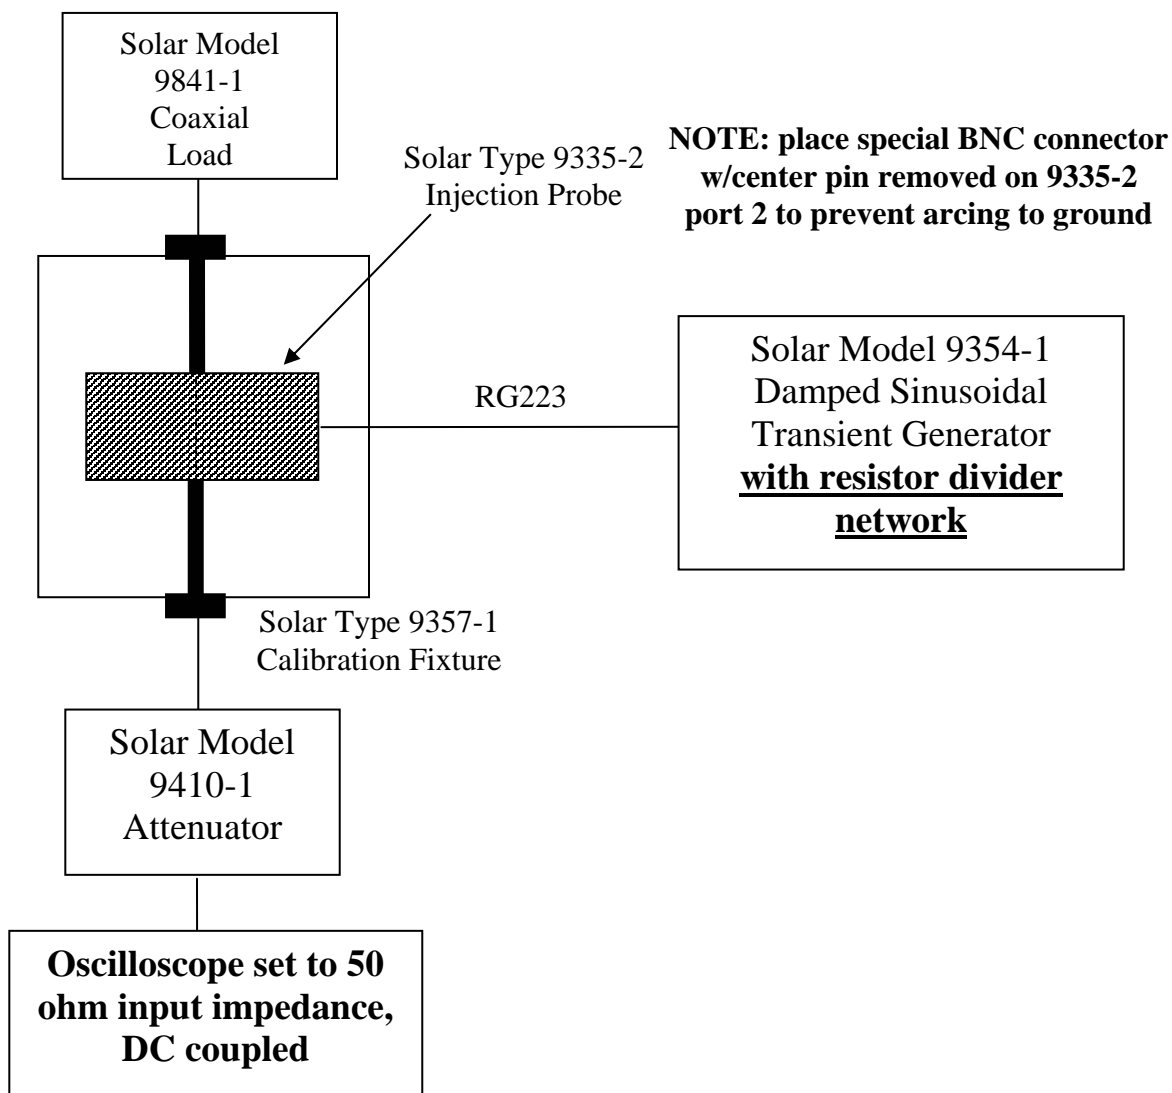 Solar Model
9841-1
Coaxial
Load
Solar Type 9335-2
Injection Probe
NOTE: place special BNC connector
w/center pin removed on 9335-2
port 2 to prevent arcing to ground
RG223
Solar Model 9354-1
Damped Sinusoidal
Transient Generator
with resistor divider
network
Solar Type 9357-1
Calibration Fixture
Solar Model
9410-1
Attenuator
Oscilloscope set to 50
ohm input impedance,
DC coupled